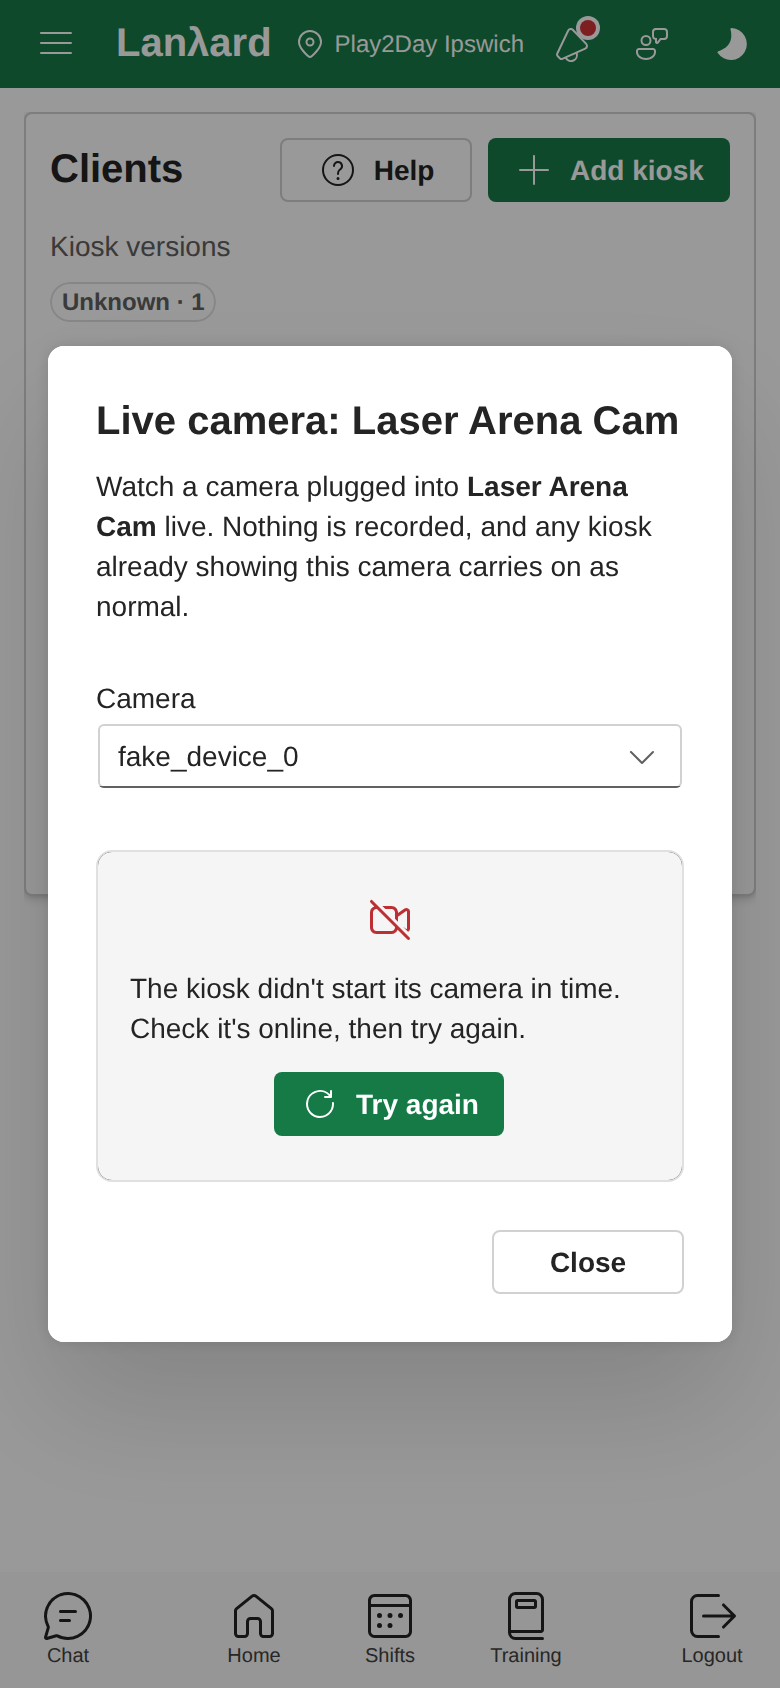 Lanλard
Play2Day Ipswich
Clients
Help
Add kiosk
Kiosk versions
Unknown · 1
Live camera: Laser Arena Cam
Watch a camera plugged into Laser Arena
Cam live. Nothing is recorded, and any kiosk
already showing this camera carries on as
normal.
Camera
fake_device_0
The kiosk didn't start its camera in time.
Check it's online, then try again.
Try again
Close
Chat
Home
Shifts
Training
Logout